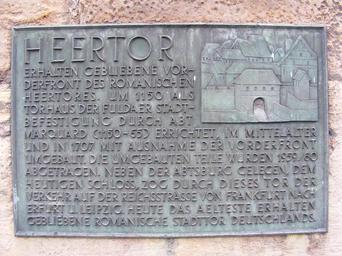 HEERTOR
ERHALTEN GEBLIEBENE VOR-
DERFRONT DES ROMANISCHEN
HEERTORES. UM 1150 ALS
TORHAUS DER FULDAER STADT-
BEFESTIGUNG DURCH ABT
MARQUARD (1150-65) ERRICHTET, IM MITTELALTER
UND IN 1707 MIT AUSNAHME DER VORDERFRONT
UMGEBAUT. DIE UMGEBAUTEN TEILE WURDEN 1959/60
ABGETRAGEN. NEBEN DER ABTSBURG GELEGEN, DEM
HEUTIGEN SCHLOSS, ZOG DURCH DIESES TOR DER
VERKEHR AUF DER REICHSSTRASSE VON FRANKFURT NACH
ERFURT U. LEIPZIG. HEUTE DAS AELTESTE ERHALTEN
GEBLIEBENE ROMANISCHE STADTTOR DEUTSCHLANDS.